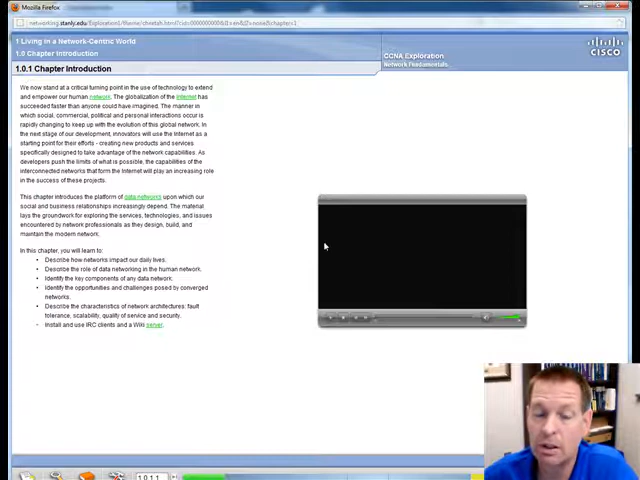 Mozilla Firefox
1 Living in a Network-Centric World
1.0 Chapter Introduction
CCNA Exploration
Network Fundamentals
CISCO
1.0.1 Chapter Introduction
We now stand at a critical turning point in the use of technology to extend
and empower our human network. The globalization of the Internet has
succeeded faster than anyone could have imagined. The manner in
which social, commercial, political and personal interactions occur is
rapidly changing to keep up with the evolution of this global network. In
the next stage of our development, innovators will use the Internet as a
starting point for their efforts - creating new products and services
specifically designed to take advantage of the network capabilities. As
developers push the limits of what is possible, the capabilities of the
interconnected networks that form the Internet will play an increasing role
in the success of these projects.
This chapter introduces the platform of data networks upon which our
social and business relationships increasingly depend. The material
lays the groundwork for exploring the services, technologies, and issues
encountered by network professionals as they design, build, and
maintain the modern network.
In this chapter, you will learn to:
Describe how networks impact our daily lives.
Describe the role of data networking in the human network.
Identify the key components of any data network.
Identify the opportunities and challenges posed by converged
networks.
Describe the characteristics of network architectures: fault
tolerance, scalability, quality of service and security.
Install and use IRC clients and a Wiki server.
1.0.1.1